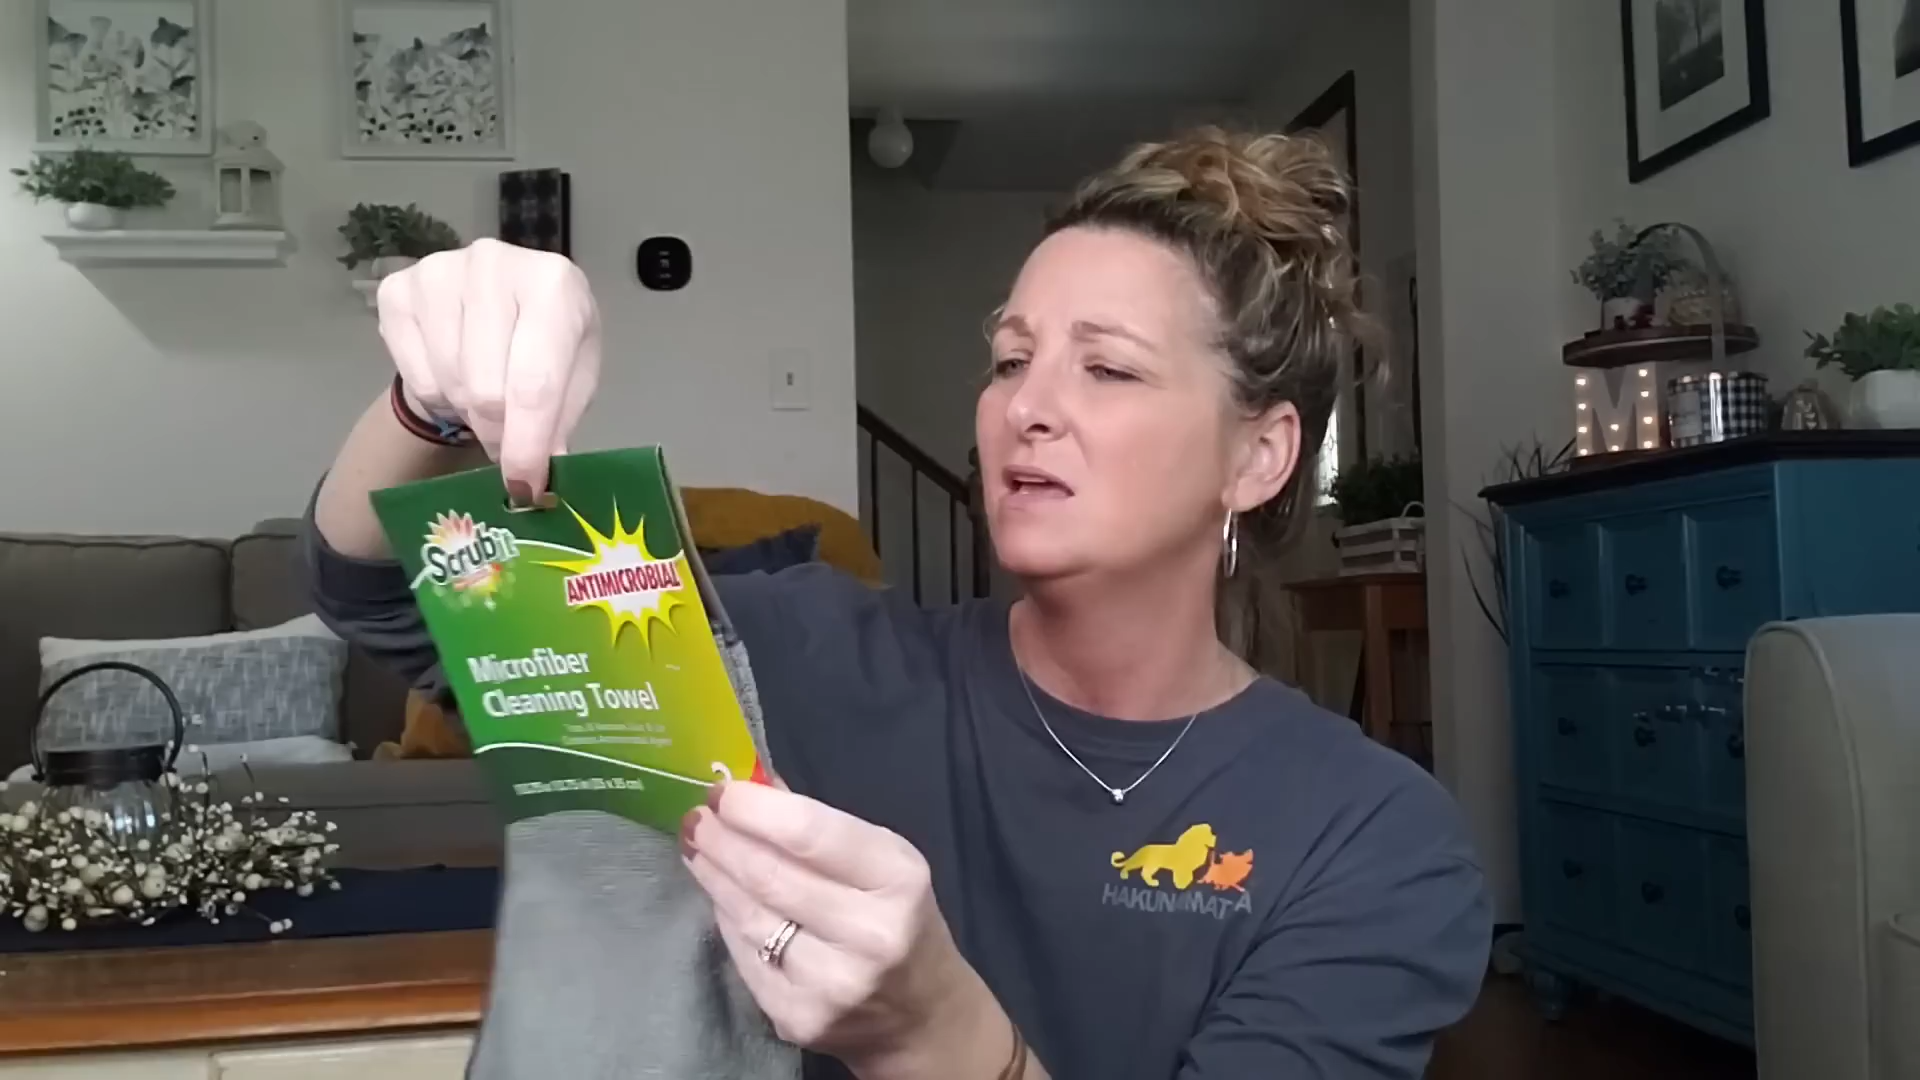 Scrub it
ANTIMICROBIAL
Microfiber
Cleaning Towel
HAKUNA MATATA
M